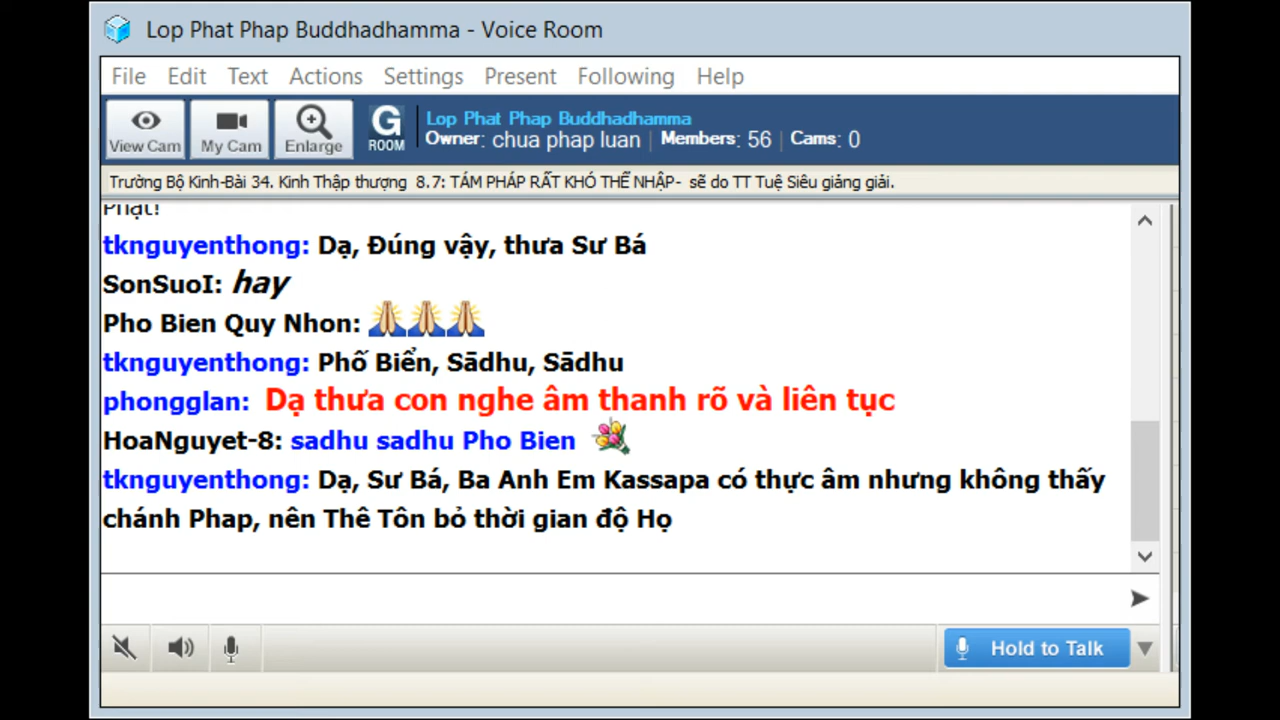 Lop Phat Phap Buddhadhamma - Voice Room
File Edit Text Actions Settings Present Following Help
View Cam My Cam Enlarge G ROOM
Lop Phat Phap Buddhadhamma
Owner: chua phap luan | Members: 56 | Cams: 0
Trường Bộ Kinh-Bài 34. Kinh Thập thượng 8.7: TÁM PHÁP RẤT KHÓ THỂ NHẬP- sẽ do TT Tuệ Siêu giảng giải.
Phật!
tknguyenthong: Dạ, Đúng vậy, thưa Sư Bá
SonSuoI: hay
Pho Bien Quy Nhon: 🙏🙏🙏
tknguyenthong: Phố Biển, Sādhu, Sādhu
phongglan: Dạ thưa con nghe âm thanh rõ và liên tục
HoaNguyet-8: sadhu sadhu Pho Bien
tknguyenthong: Dạ, Sư Bá, Ba Anh Em Kassapa có thực âm nhưng không thấy
chánh Phap, nên Thê Tôn bỏ thời gian độ Họ
Hold to Talk